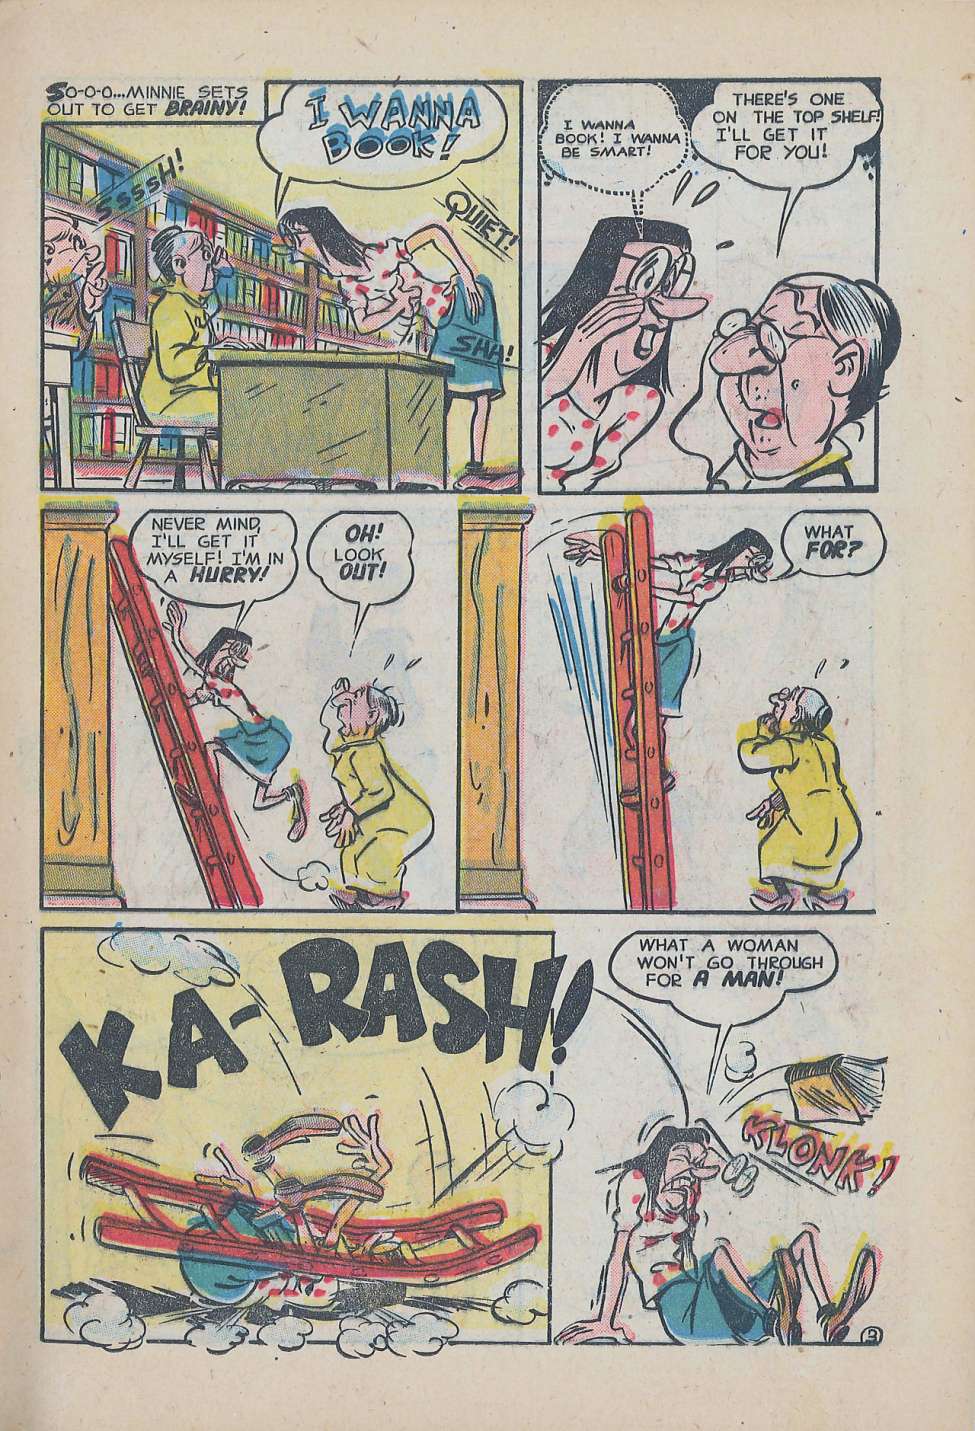 SO-O-O...MINNIE SETS
OUT TO GET BRAINY!
I WANNA
BOOK!
SSSSH!
QUIET!
SHH!
I WANNA
BOOK! I WANNA
BE SMART!
THERE'S ONE
ON THE TOP SHELF!
I'LL GET IT
FOR YOU!
NEVER MIND,
I'LL GET IT
MYSELF! I'M IN
A HURRY!
OH!
LOOK
OUT!
WHAT
FOR?
KA-RASH!
WHAT A WOMAN
WON'T GO THROUGH
FOR A MAN!
KLONK!
3